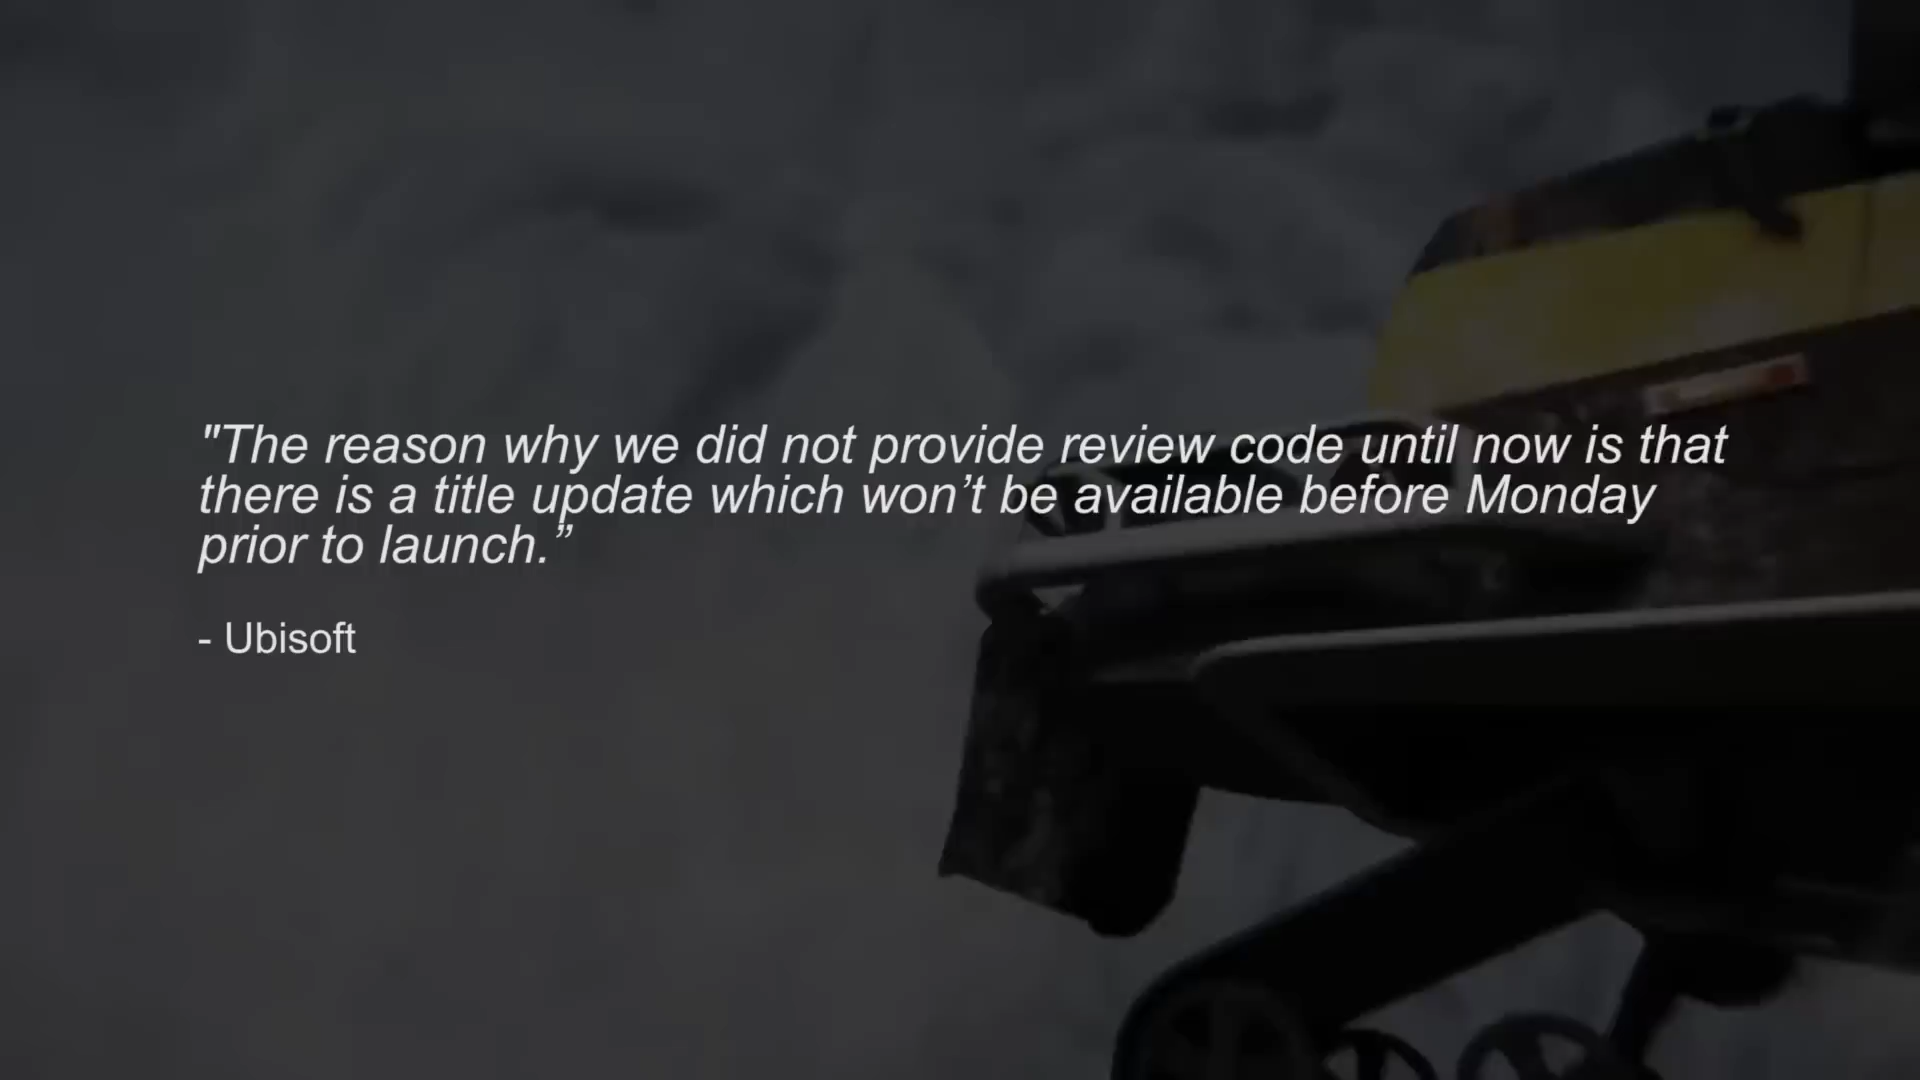 "The reason why we did not provide review code until now is that
there is a title update which won’t be available before Monday
prior to launch.”
- Ubisoft